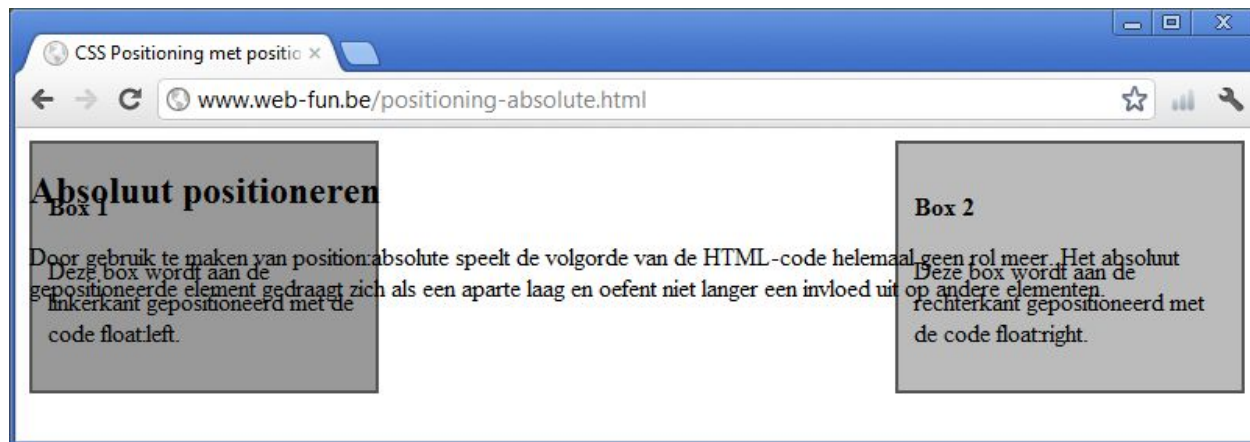 CSS Positioning met positio
www.web-fun.be/positioning-absolute.html
Absoluut positioneren
Door gebruik te maken van position:absolute speelt de volgorde van de HTML-code helemaal geen rol meer. Het absoluut
gepositioneerde element gedraagt zich als een aparte laag en oefent niet langer een invloed uit op andere elementen.
Box 1
Deze box wordt aan de
linkerkant gepositioneerd met de
code float:left.
Box 2
Deze box wordt aan de
rechterkant gepositioneerd met
de code float:right.